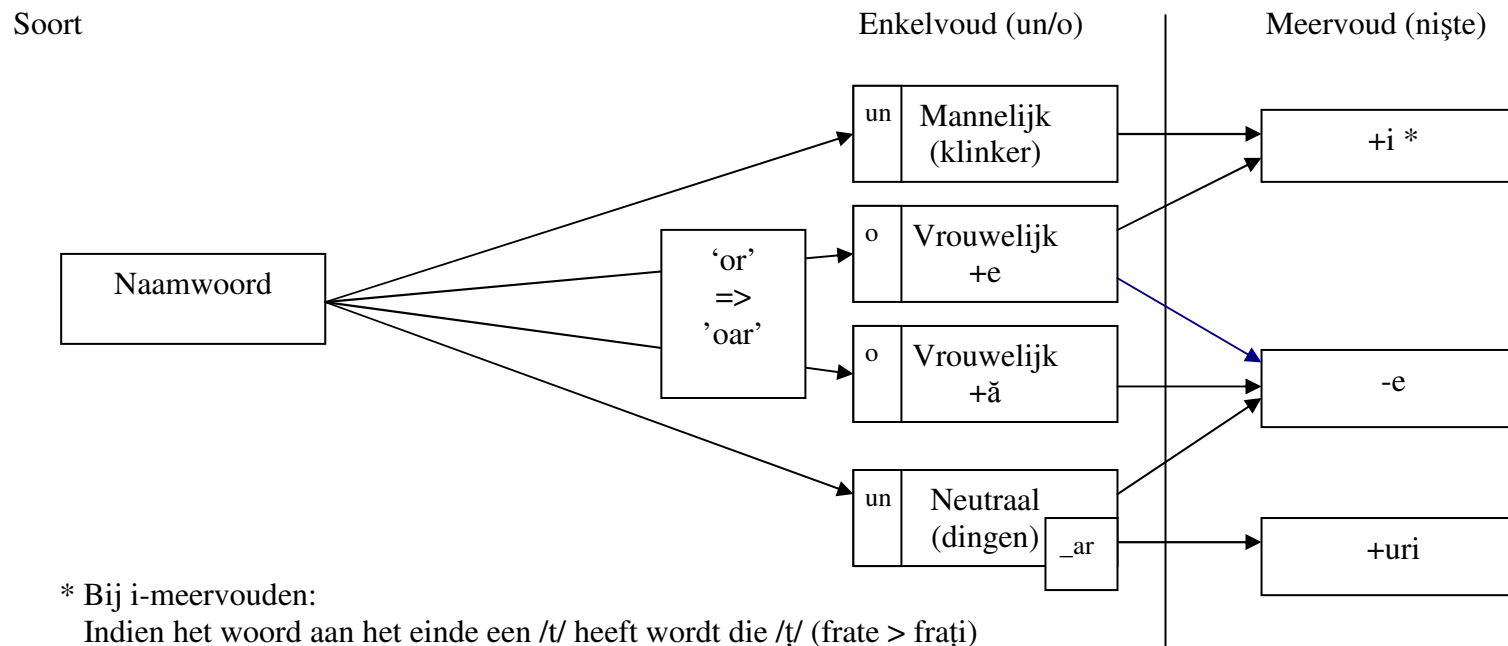 Soort
Enkelvoud (un/o)
Meervoud (nişte)
Naamwoord
‘or’
=>
’oar’
un
Mannelijk
(klinker)
o
Vrouwelijk
+e
o
Vrouwelijk
+ă
un
Neutraal
(dingen)
_ar
+i *
-e
+uri
* Bij i-meervouden:
Indien het woord aan het einde een /t/ heeft wordt die /ţ/ (frate > fraţi)